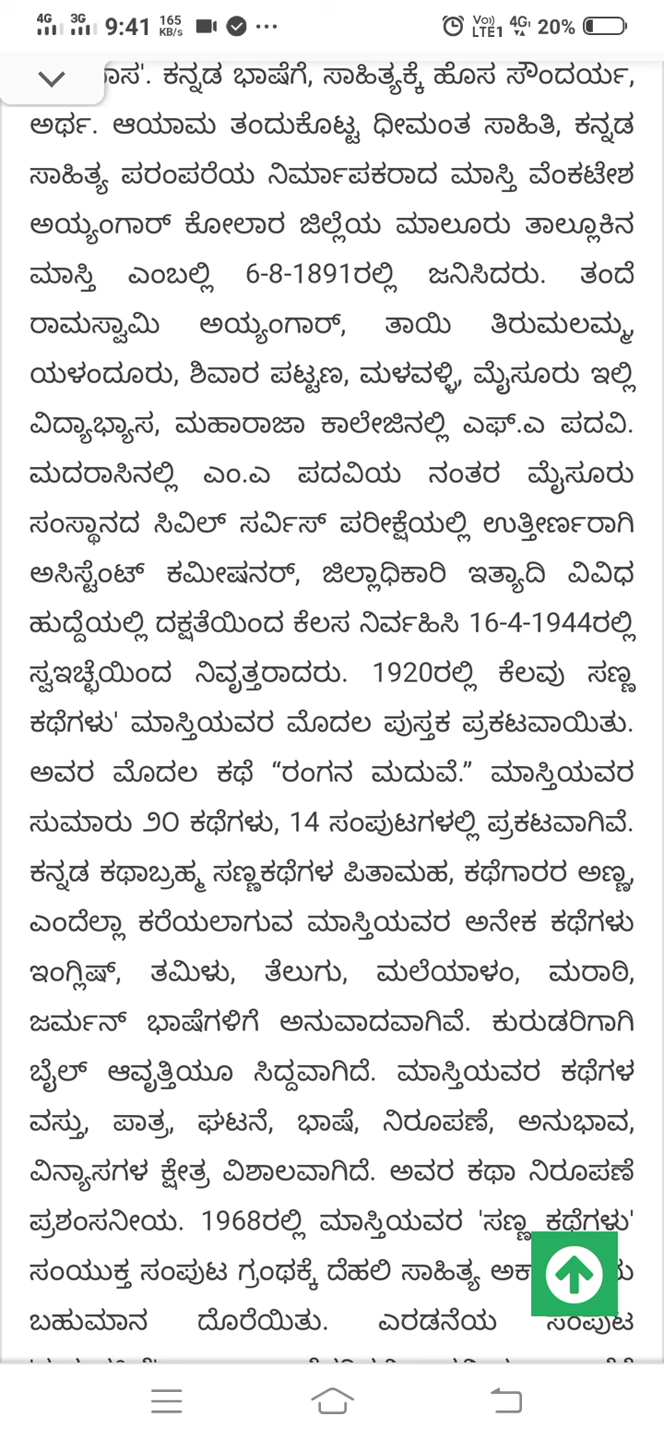 4G 3G 9:41 165 KB/s ... Vo)) LTE1 4G 20%
ಾಸ'. ಕನ್ನಡ ಭಾಷೆಗೆ, ಸಾಹಿತ್ಯಕ್ಕೆ ಹೊಸ ಸೌಂದರ್ಯ,
ಅರ್ಥ. ಆಯಾಮ ತಂದುಕೊಟ್ಟ ಧೀಮಂತ ಸಾಹಿತಿ, ಕನ್ನಡ
ಸಾಹಿತ್ಯ ಪರಂಪರೆಯ ನಿರ್ಮಾಪಕರಾದ ಮಾಸ್ತಿ ವೆಂಕಟೇಶ
ಅಯ್ಯಂಗಾರ್ ಕೋಲಾರ ಜಿಲ್ಲೆಯ ಮಾಲೂರು ತಾಲ್ಲೂಕಿನ
ಮಾಸ್ತಿ ಎಂಬಲ್ಲಿ 6-8-1891ರಲ್ಲಿ ಜನಿಸಿದರು. ತಂದೆ
ರಾಮಸ್ವಾಮಿ ಅಯ್ಯಂಗಾರ್, ತಾಯಿ ತಿರುಮಲಮ್ಮ,
ಯಳಂದೂರು, ಶಿವಾರ ಪಟ್ಟಣ, ಮಳವಳ್ಳಿ, ಮೈಸೂರು ಇಲ್ಲಿ
ವಿದ್ಯಾಭ್ಯಾಸ, ಮಹಾರಾಜಾ ಕಾಲೇಜಿನಲ್ಲಿ ಎಫ್.ಎ ಪದವಿ.
ಮದರಾಸಿನಲ್ಲಿ ಎಂ.ಎ ಪದವಿಯ ನಂತರ ಮೈಸೂರು
ಸಂಸ್ಥಾನದ ಸಿವಿಲ್ ಸರ್ವಿಸ್ ಪರೀಕ್ಷೆಯಲ್ಲಿ ಉತ್ತೀರ್ಣರಾಗಿ
ಅಸಿಸ್ಟೆಂಟ್ ಕಮೀಷನರ್, ಜಿಲ್ಲಾಧಿಕಾರಿ ಇತ್ಯಾದಿ ವಿವಿಧ
ಹುದ್ದೆಯಲ್ಲಿ ದಕ್ಷತೆಯಿಂದ ಕೆಲಸ ನಿರ್ವಹಿಸಿ 16-4-1944ರಲ್ಲಿ
ಸ್ವಇಚ್ಛೆಯಿಂದ ನಿವೃತ್ತರಾದರು. 1920ರಲ್ಲಿ ಕೆಲವು ಸಣ್ಣ
ಕಥೆಗಳು' ಮಾಸ್ತಿಯವರ ಮೊದಲ ಪುಸ್ತಕ ಪ್ರಕಟವಾಯಿತು.
ಅವರ ಮೊದಲ ಕಥೆ “ರಂಗನ ಮದುವೆ.” ಮಾಸ್ತಿಯವರ
ಸುಮಾರು ೨೦ ಕಥೆಗಳು, 14 ಸಂಪುಟಗಳಲ್ಲಿ ಪ್ರಕಟವಾಗಿವೆ.
ಕನ್ನಡ ಕಥಾಬ್ರಹ್ಮ ಸಣ್ಣಕಥೆಗಳ ಪಿತಾಮಹ, ಕಥೆಗಾರರ ಅಣ್ಣ,
ಎಂದೆಲ್ಲಾ ಕರೆಯಲಾಗುವ ಮಾಸ್ತಿಯವರ ಅನೇಕ ಕಥೆಗಳು
ಇಂಗ್ಲಿಷ್, ತಮಿಳು, ತೆಲುಗು, ಮಲೆಯಾಳಂ, ಮರಾಠಿ,
ಜರ್ಮನ್ ಭಾಷೆಗಳಿಗೆ ಅನುವಾದವಾಗಿವೆ. ಕುರುಡರಿಗಾಗಿ
ಬೈಲ್ ಆವೃತ್ತಿಯೂ ಸಿದ್ದವಾಗಿದೆ. ಮಾಸ್ತಿಯವರ ಕಥೆಗಳ
ವಸ್ತು, ಪಾತ್ರ, ಘಟನೆ, ಭಾಷೆ, ನಿರೂಪಣೆ, ಅನುಭಾವ,
ವಿನ್ಯಾಸಗಳ ಕ್ಷೇತ್ರ ವಿಶಾಲವಾಗಿದೆ. ಅವರ ಕಥಾ ನಿರೂಪಣೆ
ಪ್ರಶಂಸನೀಯ. 1968ರಲ್ಲಿ ಮಾಸ್ತಿಯವರ 'ಸಣ್ಣ ಕಥೆಗಳು'
ಸಂಯುಕ್ತ ಸಂಪುಟ ಗ್ರಂಥಕ್ಕೆ ದೆಹಲಿ ಸಾಹಿತ್ಯ
ಬಹುಮಾನ ದೊರೆಯಿತು. ಎರಡನೆಯ ಸಂಪುಟ